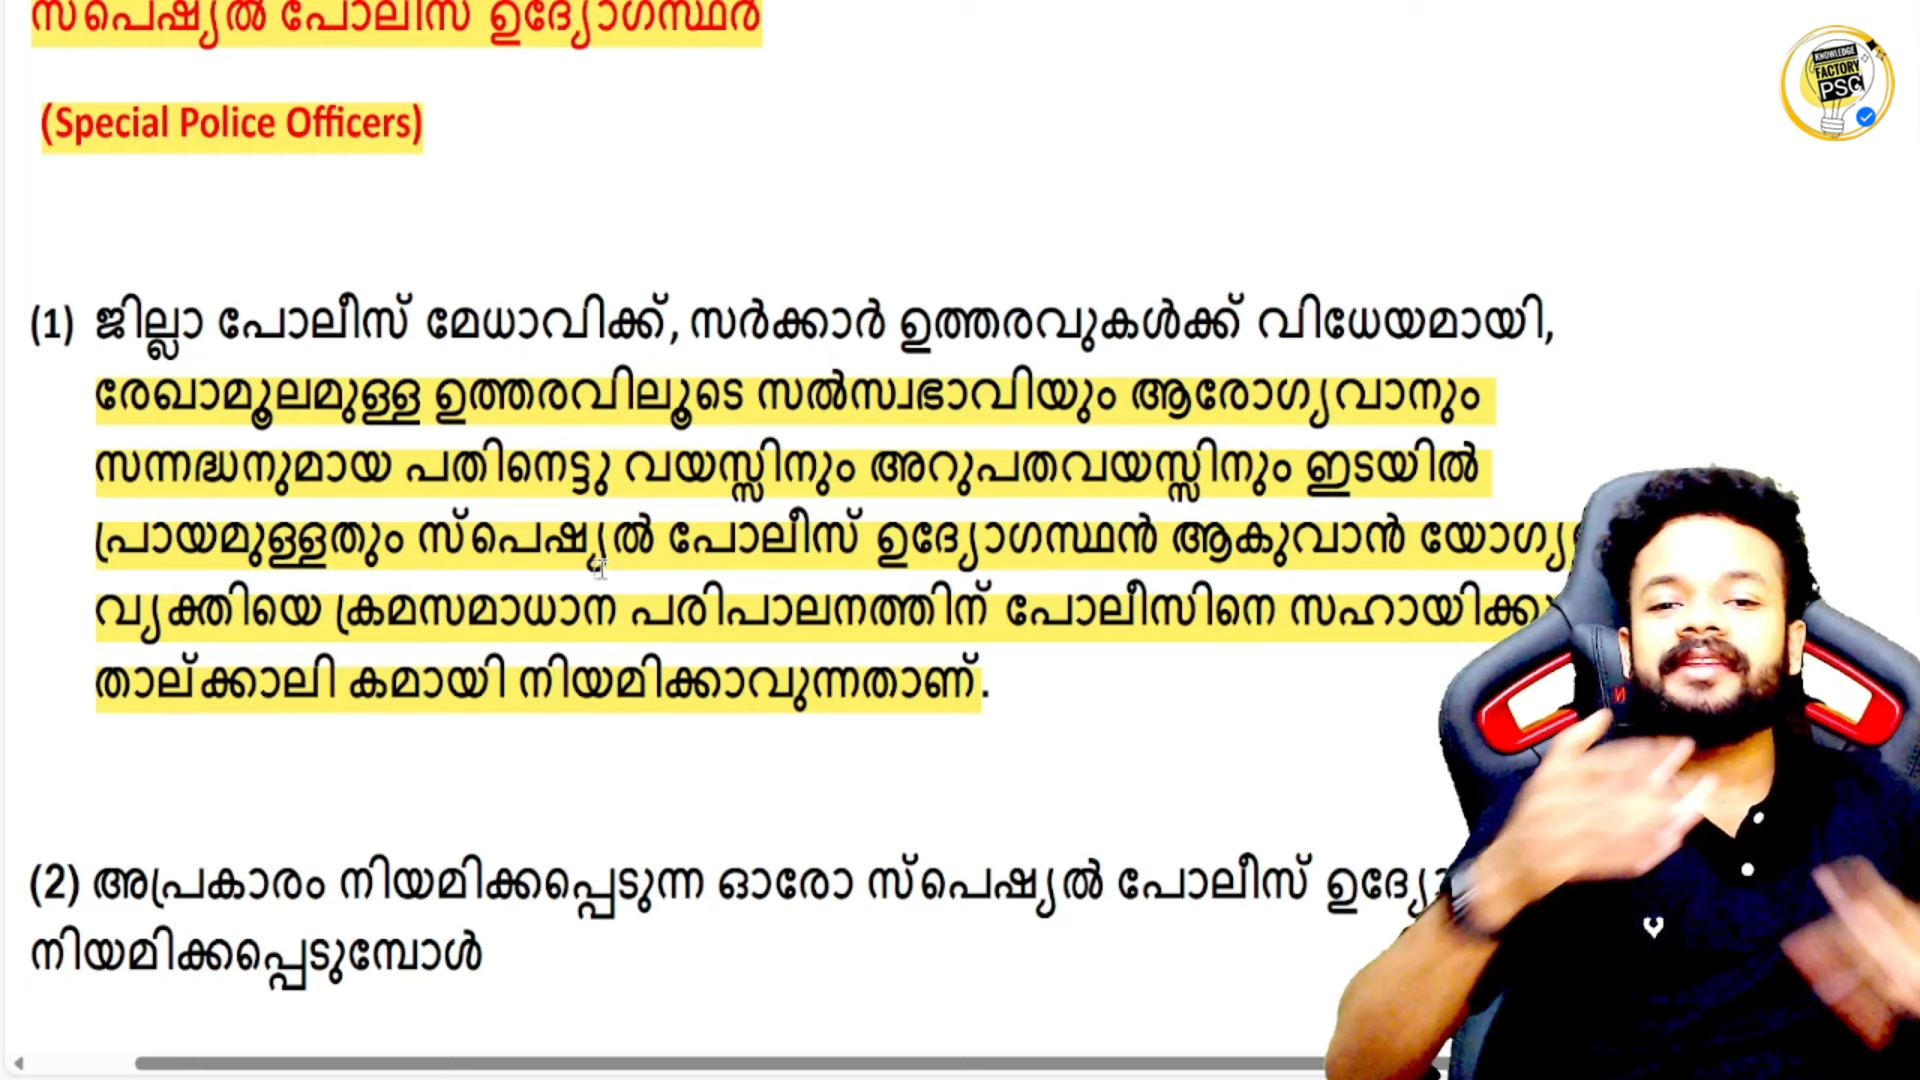 സ്പെഷ്യൽ പോലീസ് ഉദ്യോഗസ്ഥർ
(Special Police Officers)
KNOWLEDGE
FACTORY
PSC
(1) ജില്ലാ പോലീസ് മേധാവിക്ക്, സർക്കാർ ഉത്തരവുകൾക്ക് വിധേയമായി,
രേഖാമൂലമുള്ള ഉത്തരവിലൂടെ സൽസ്വഭാവിയും ആരോഗ്യവാനും
സന്നദ്ധനുമായ പതിനെട്ടു വയസ്സിനും അറുപതവയസ്സിനും ഇടയിൽ
പ്രായമുള്ളതും സ്പെഷ്യൽ പോലീസ് ഉദ്യോഗസ്ഥൻ ആകുവാൻ
വ്യക്തിയെ ക്രമസമാധാന പരിപാലനത്തിന് പോലീസിനെ
താല്ക്കാലി കമായി നിയമിക്കാവുന്നതാണ്.
(2) അപ്രകാരം നിയമിക്കപ്പെടുന്ന ഓരോ സ്പെഷ്യൽ പോലീസ്
നിയമിക്കപ്പെടുമ്പോൾ